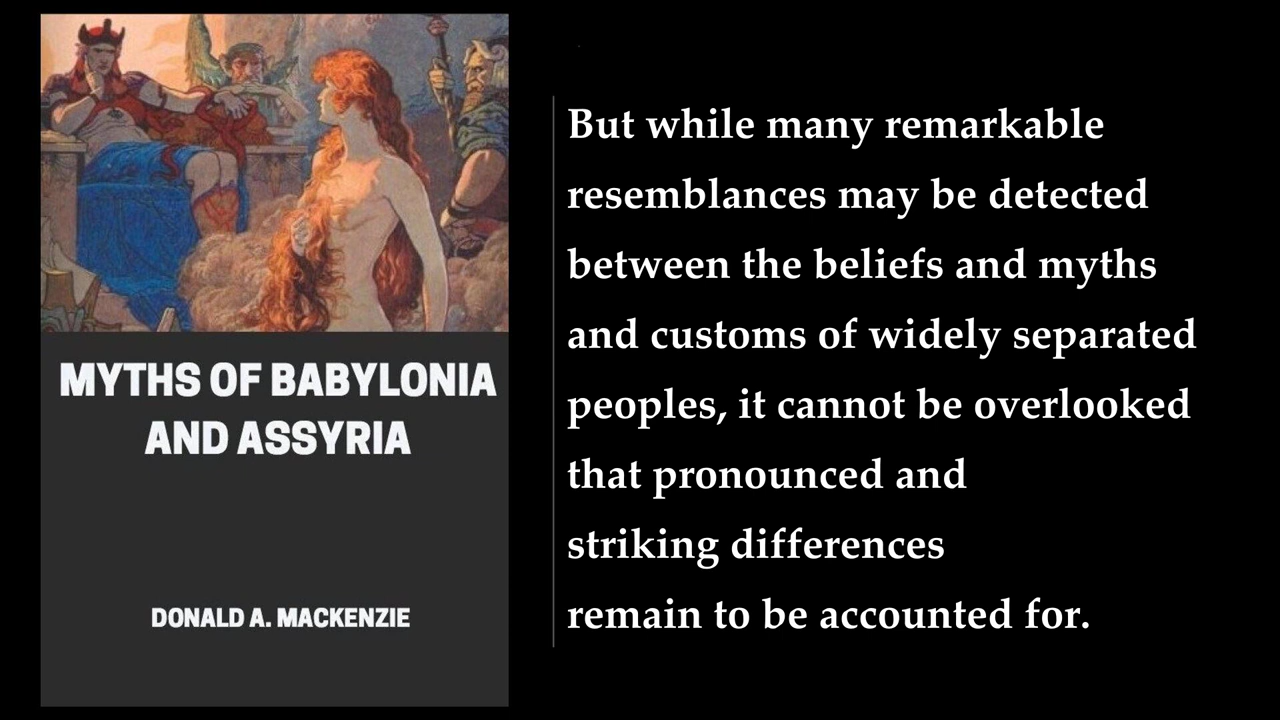 MYTHS OF BABYLONIA
AND ASSYRIA
DONALD A. MACKENZIE
But while many remarkable
resemblances may be detected
between the beliefs and myths
and customs of widely separated
peoples, it cannot be overlooked
that pronounced and
striking differences
remain to be accounted for.